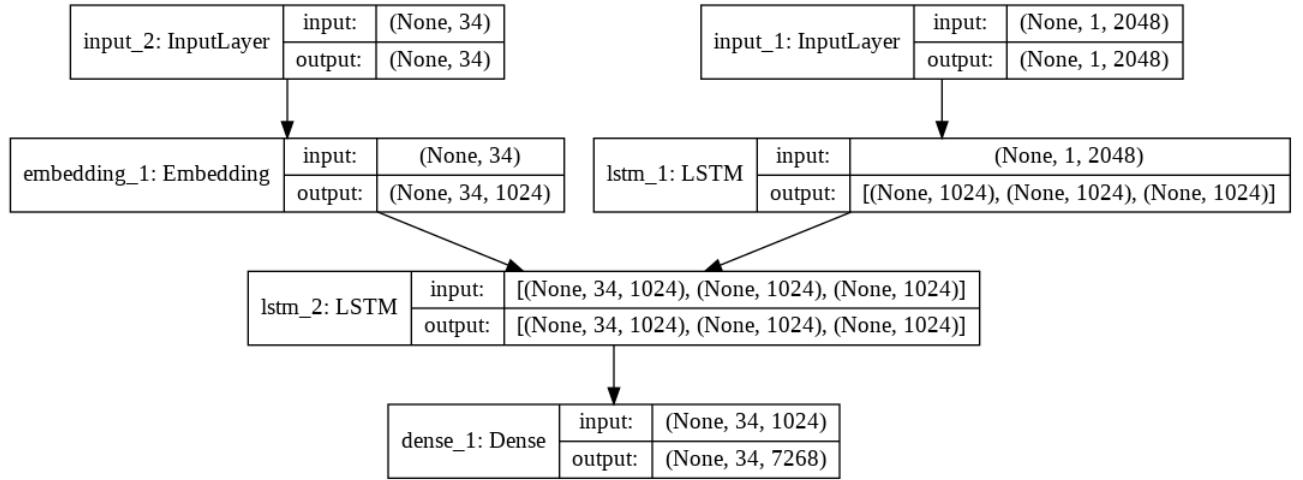 input_2: InputLayer
input: (None, 34)
output: (None, 34)
input_1: InputLayer
input: (None, 1, 2048)
output: (None, 1, 2048)
embedding_1: Embedding
input: (None, 34)
output: (None, 34, 1024)
lstm_1: LSTM
input: (None, 1, 2048)
output: [(None, 1024), (None, 1024), (None, 1024)]
lstm_2: LSTM
input: [(None, 34, 1024), (None, 1024), (None, 1024)]
output: [(None, 34, 1024), (None, 1024), (None, 1024)]
dense_1: Dense
input: (None, 34, 1024)
output: (None, 34, 7268)